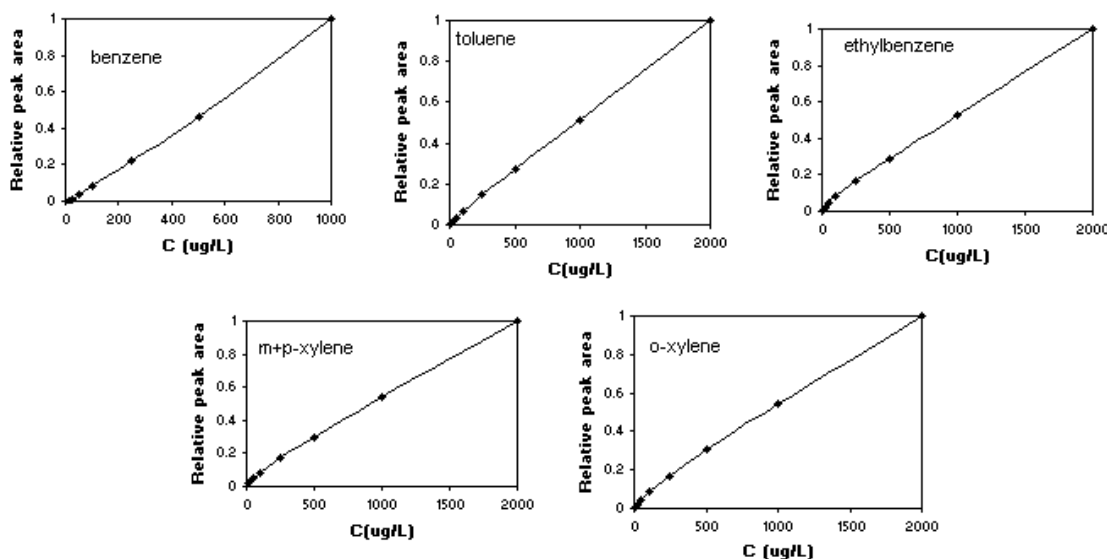 benzene
Relative peak area
1
0.8
0.6
0.4
0.2
0
0 200 400 600 800 1000
C (ug/L)
toluene
Relative peak area
1
0.8
0.6
0.4
0.2
0
0 500 1000 1500 2000
C(ug/L)
ethylbenzene
Relative peak area
1
0.8
0.6
0.4
0.2
0
0 500 1000 1500 2000
C(ug/L)
m+p-xylene
Relative peak area
1
0.8
0.6
0.4
0.2
0
0 500 1000 1500 2000
C(ug/L)
o-xylene
Relative peak area
1
0.8
0.6
0.4
0.2
0
0 500 1000 1500 2000
C (ug/L)